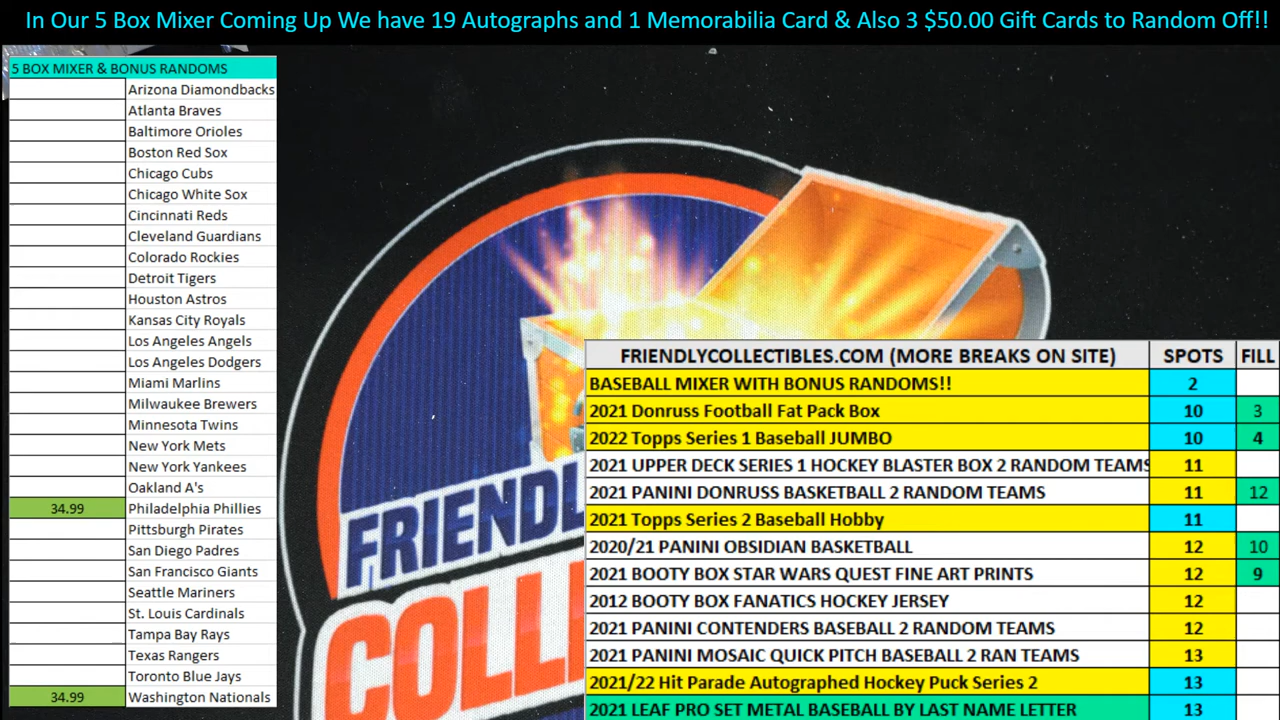 In Our 5 Box Mixer Coming Up We have 19 Autographs and 1 Memorabilia Card & Also 3 $50.00 Gift Cards to Random Off!!
5 BOX MIXER & BONUS RANDOMS
Arizona Diamondbacks
Atlanta Braves
Baltimore Orioles
Boston Red Sox
Chicago Cubs
Chicago White Sox
Cincinnati Reds
Cleveland Guardians
Colorado Rockies
Detroit Tigers
Houston Astros
Kansas City Royals
Los Angeles Angels
Los Angeles Dodgers
Miami Marlins
Milwaukee Brewers
Minnesota Twins
New York Mets
New York Yankees
Oakland A's
34.99 Philadelphia Phillies
Pittsburgh Pirates
San Diego Padres
San Francisco Giants
Seattle Mariners
St. Louis Cardinals
Tampa Bay Rays
Texas Rangers
Toronto Blue Jays
34.99 Washington Nationals
FRIENDL
COLL
FRIENDLYCOLLECTIBLES.COM (MORE BREAKS ON SITE) SPOTS FILL
BASEBALL MIXER WITH BONUS RANDOMS!! 2
2021 Donruss Football Fat Pack Box 10 3
2022 Topps Series 1 Baseball JUMBO 10 4
2021 UPPER DECK SERIES 1 HOCKEY BLASTER BOX 2 RANDOM TEAMS 11
2021 PANINI DONRUSS BASKETBALL 2 RANDOM TEAMS 11 12
2021 Topps Series 2 Baseball Hobby 11
2020/21 PANINI OBSIDIAN BASKETBALL 12 10
2021 BOOTY BOX STAR WARS QUEST FINE ART PRINTS 12 9
2012 BOOTY BOX FANATICS HOCKEY JERSEY 12
2021 PANINI CONTENDERS BASEBALL 2 RANDOM TEAMS 12
2021 PANINI MOSAIC QUICK PITCH BASEBALL 2 RAN TEAMS 13
2021/22 Hit Parade Autographed Hockey Puck Series 2 13
2021 LEAF PRO SET METAL BASEBALL BY LAST NAME LETTER 13